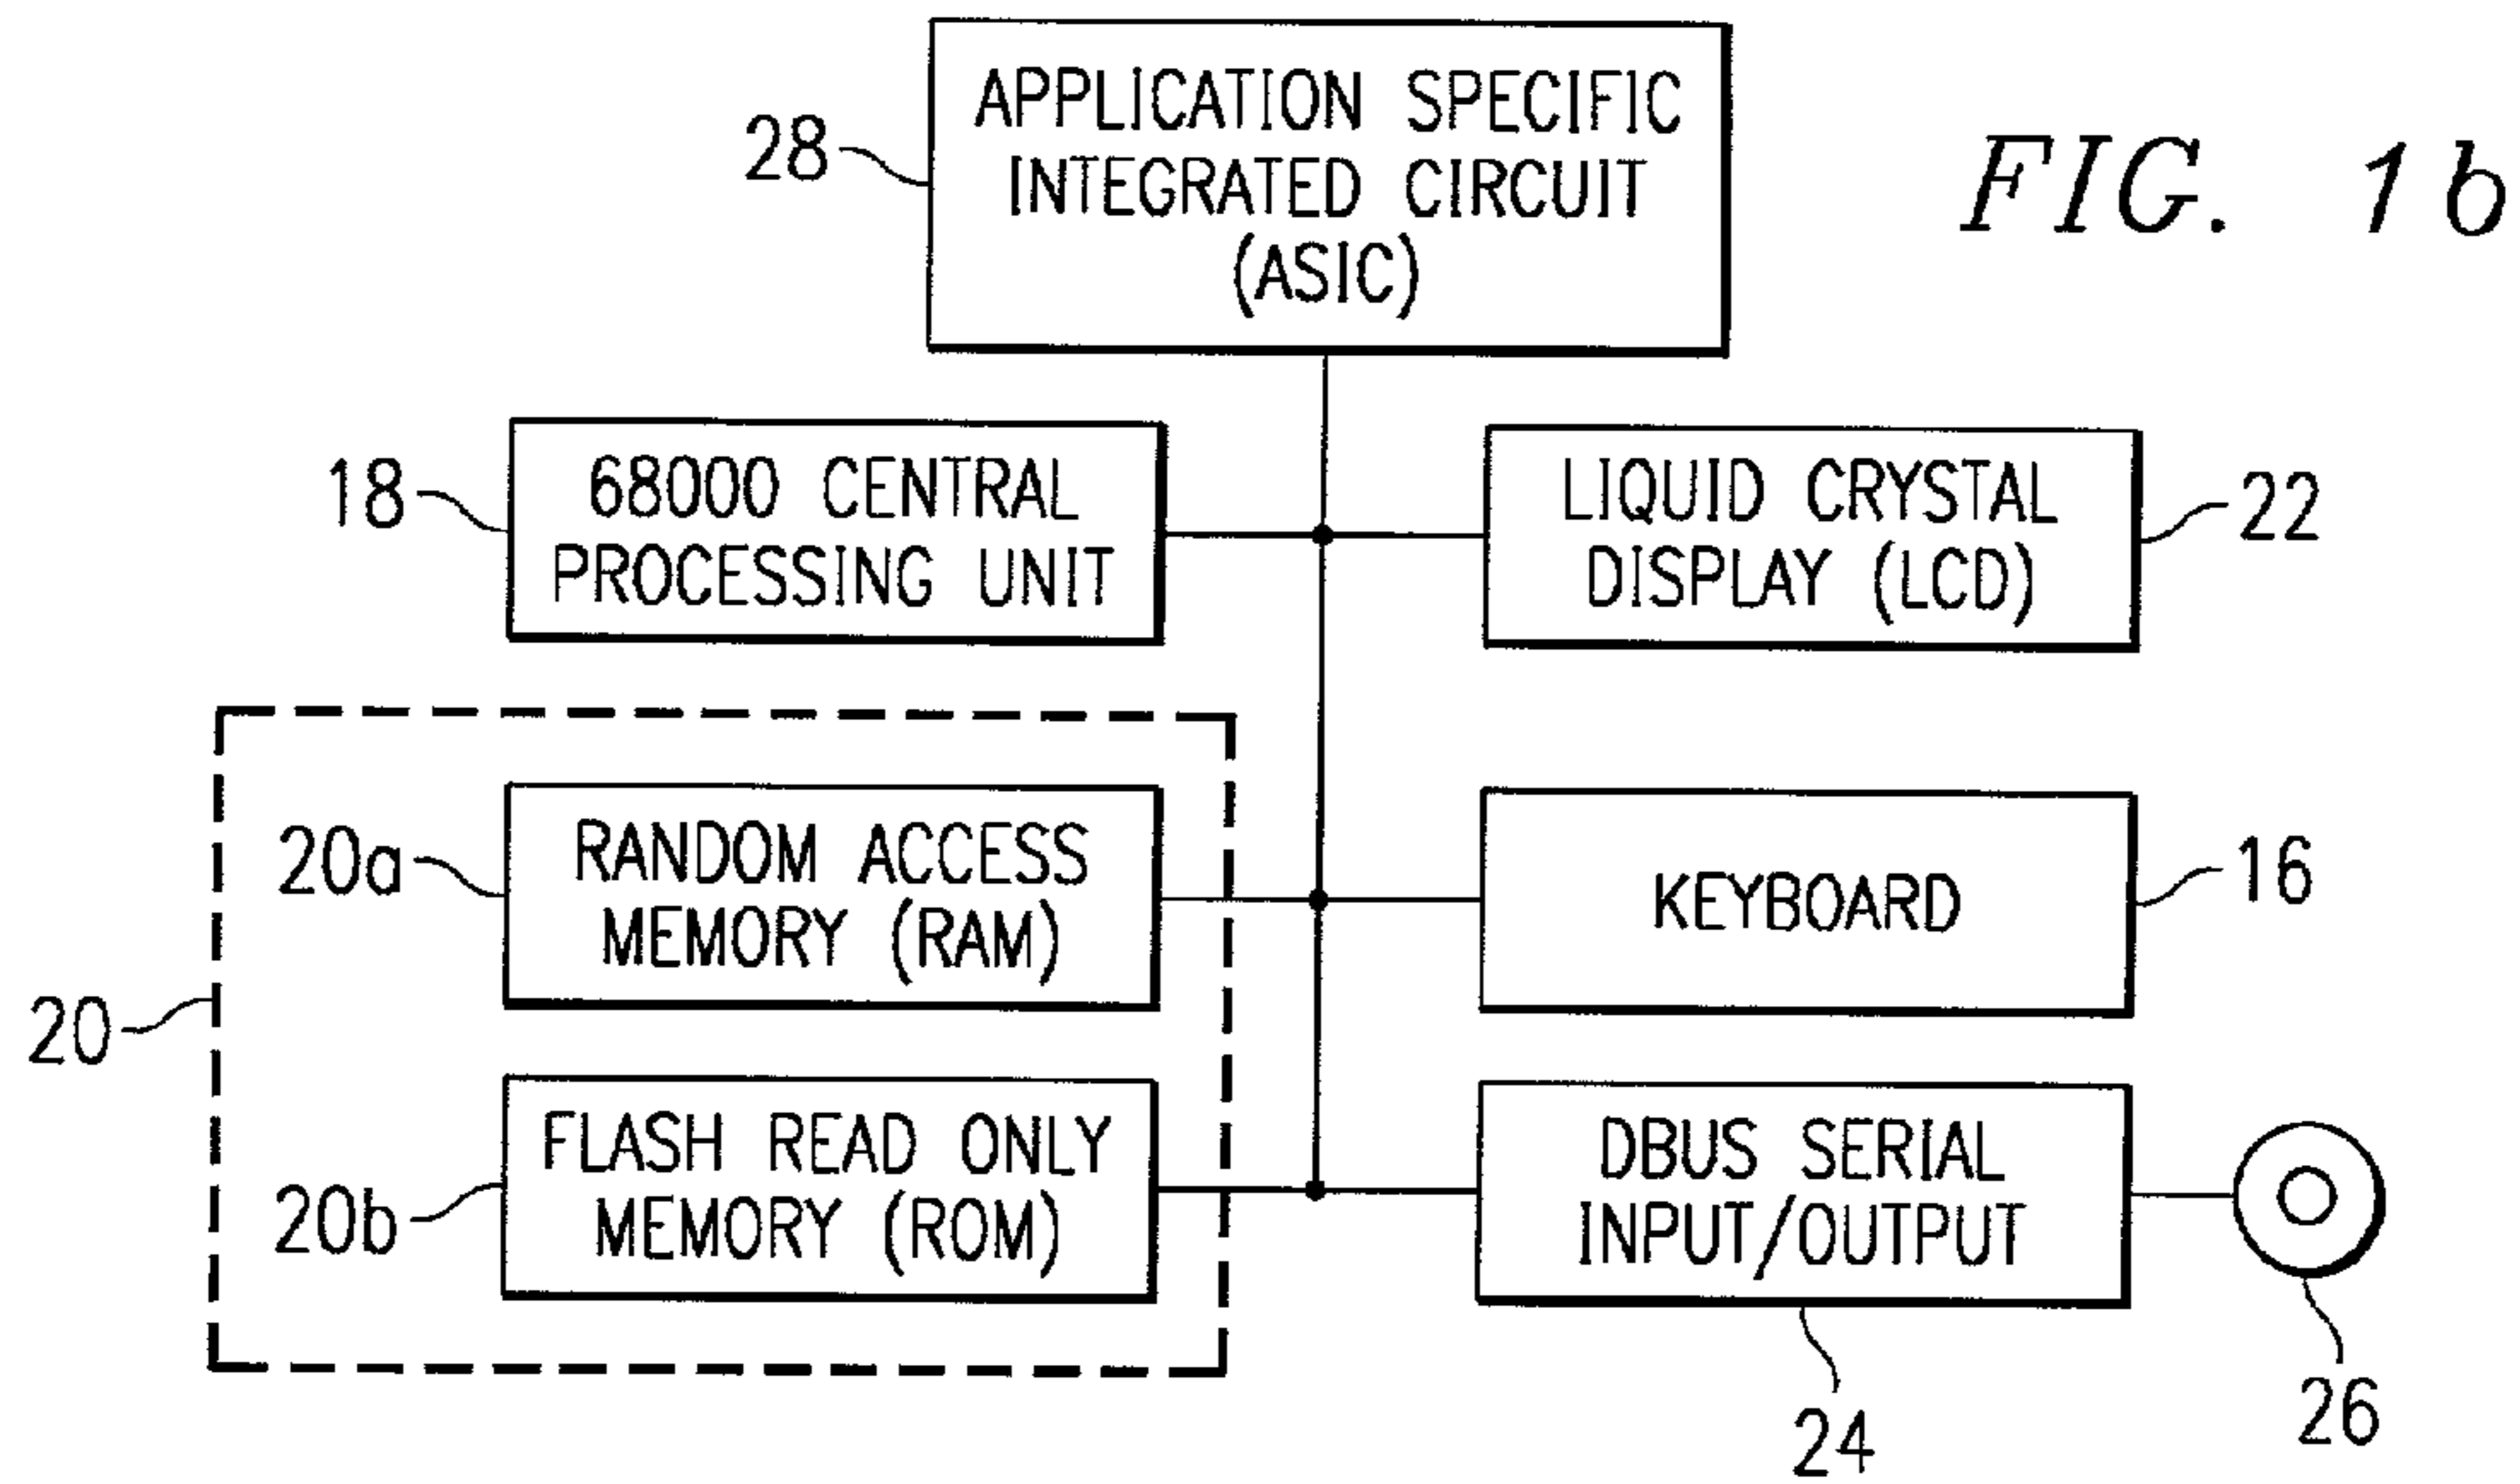 APPLICATION SPECIFIC
INTEGRATED CIRCUIT
(ASIC)
28
FIG. 1b
18
68000 CENTRAL
PROCESSING UNIT
LIQUID CRYSTAL
DISPLAY (LCD)
22
20a
RANDOM ACCESS
MEMORY (RAM)
KEYBOARD
16
20
20b
FLASH READ ONLY
MEMORY (ROM)
DBUS SERIAL
INPUT/OUTPUT
24
26